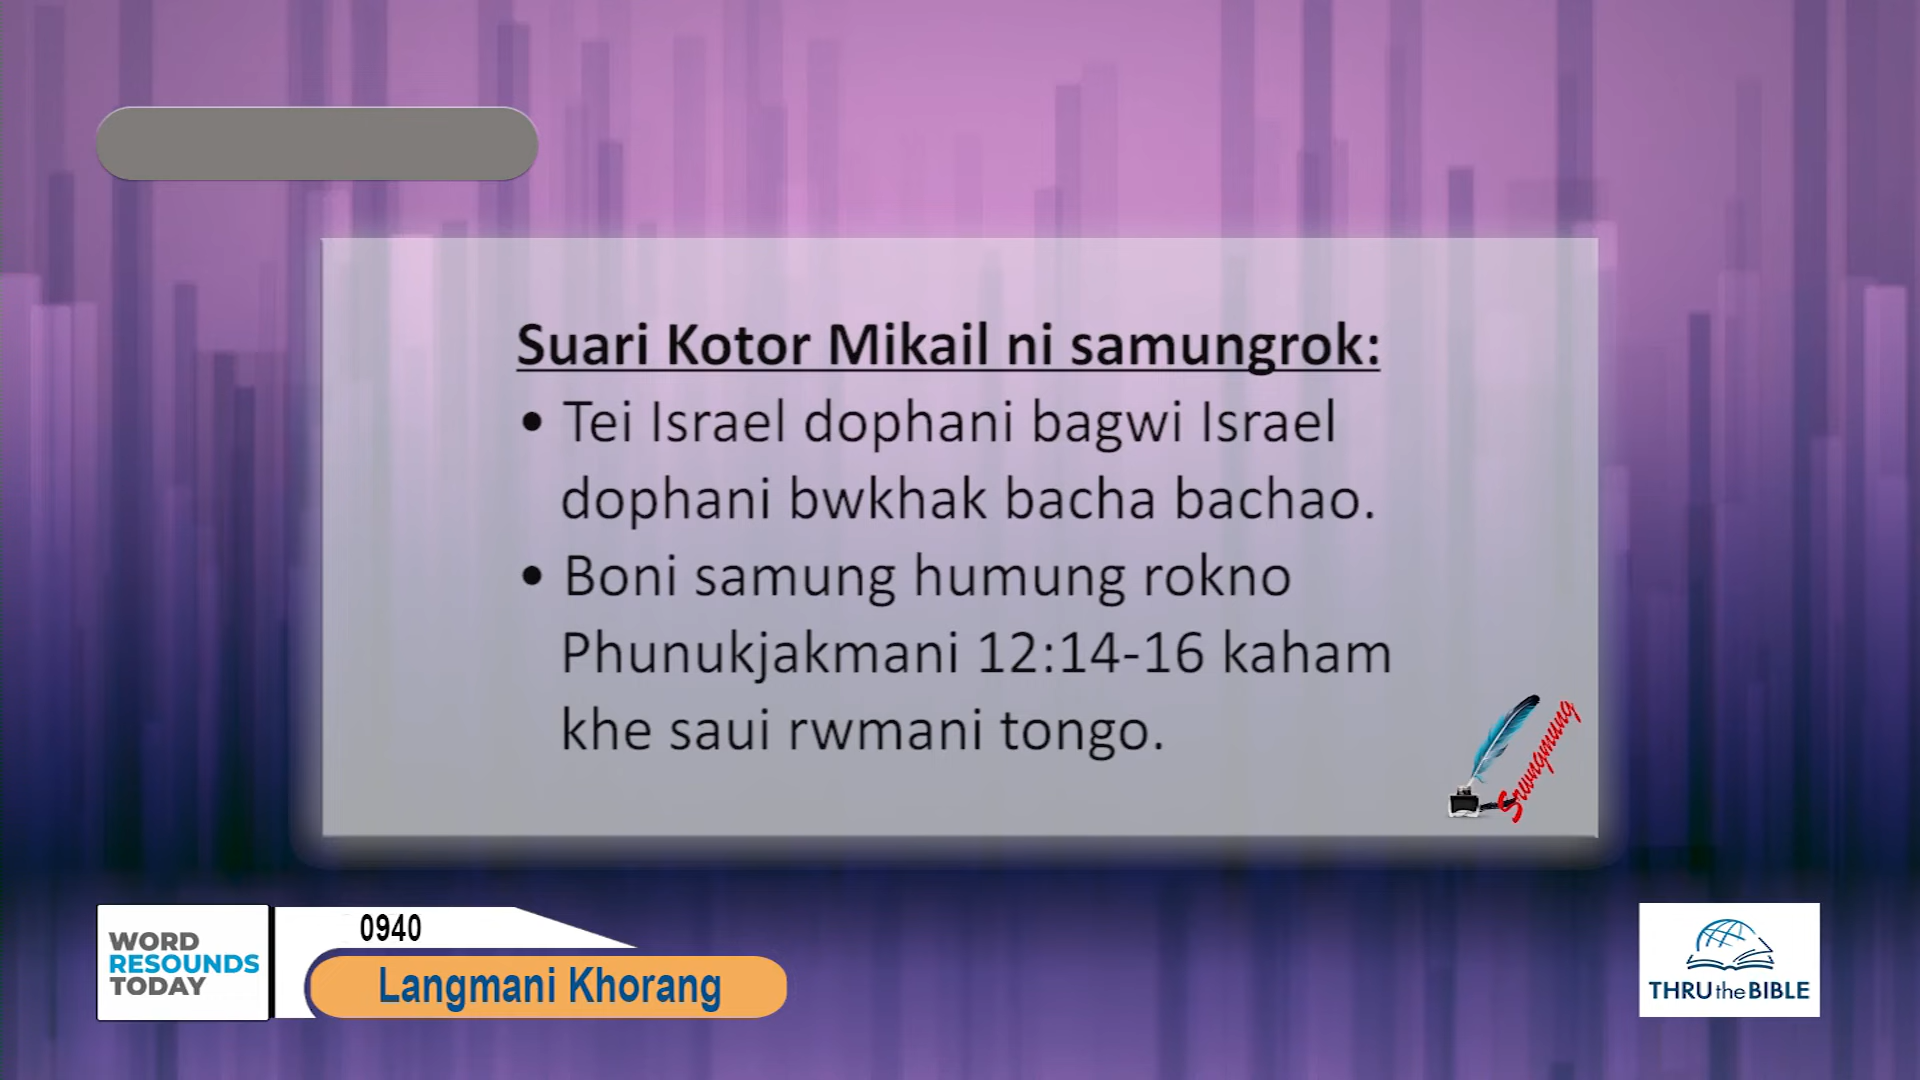 Suari Kotor Mikail ni samungrok:
• Tei Israel dophani bagwi Israel
dophani bwkhak bacha bachao.
• Boni samung humung rokno
Phunukjakmani 12:14-16 kaham
khe saui rwmani tongo.
Swngmung
WORD
RESOUNDS
TODAY
0940
Langmani Khorang
THRU the BIBLE